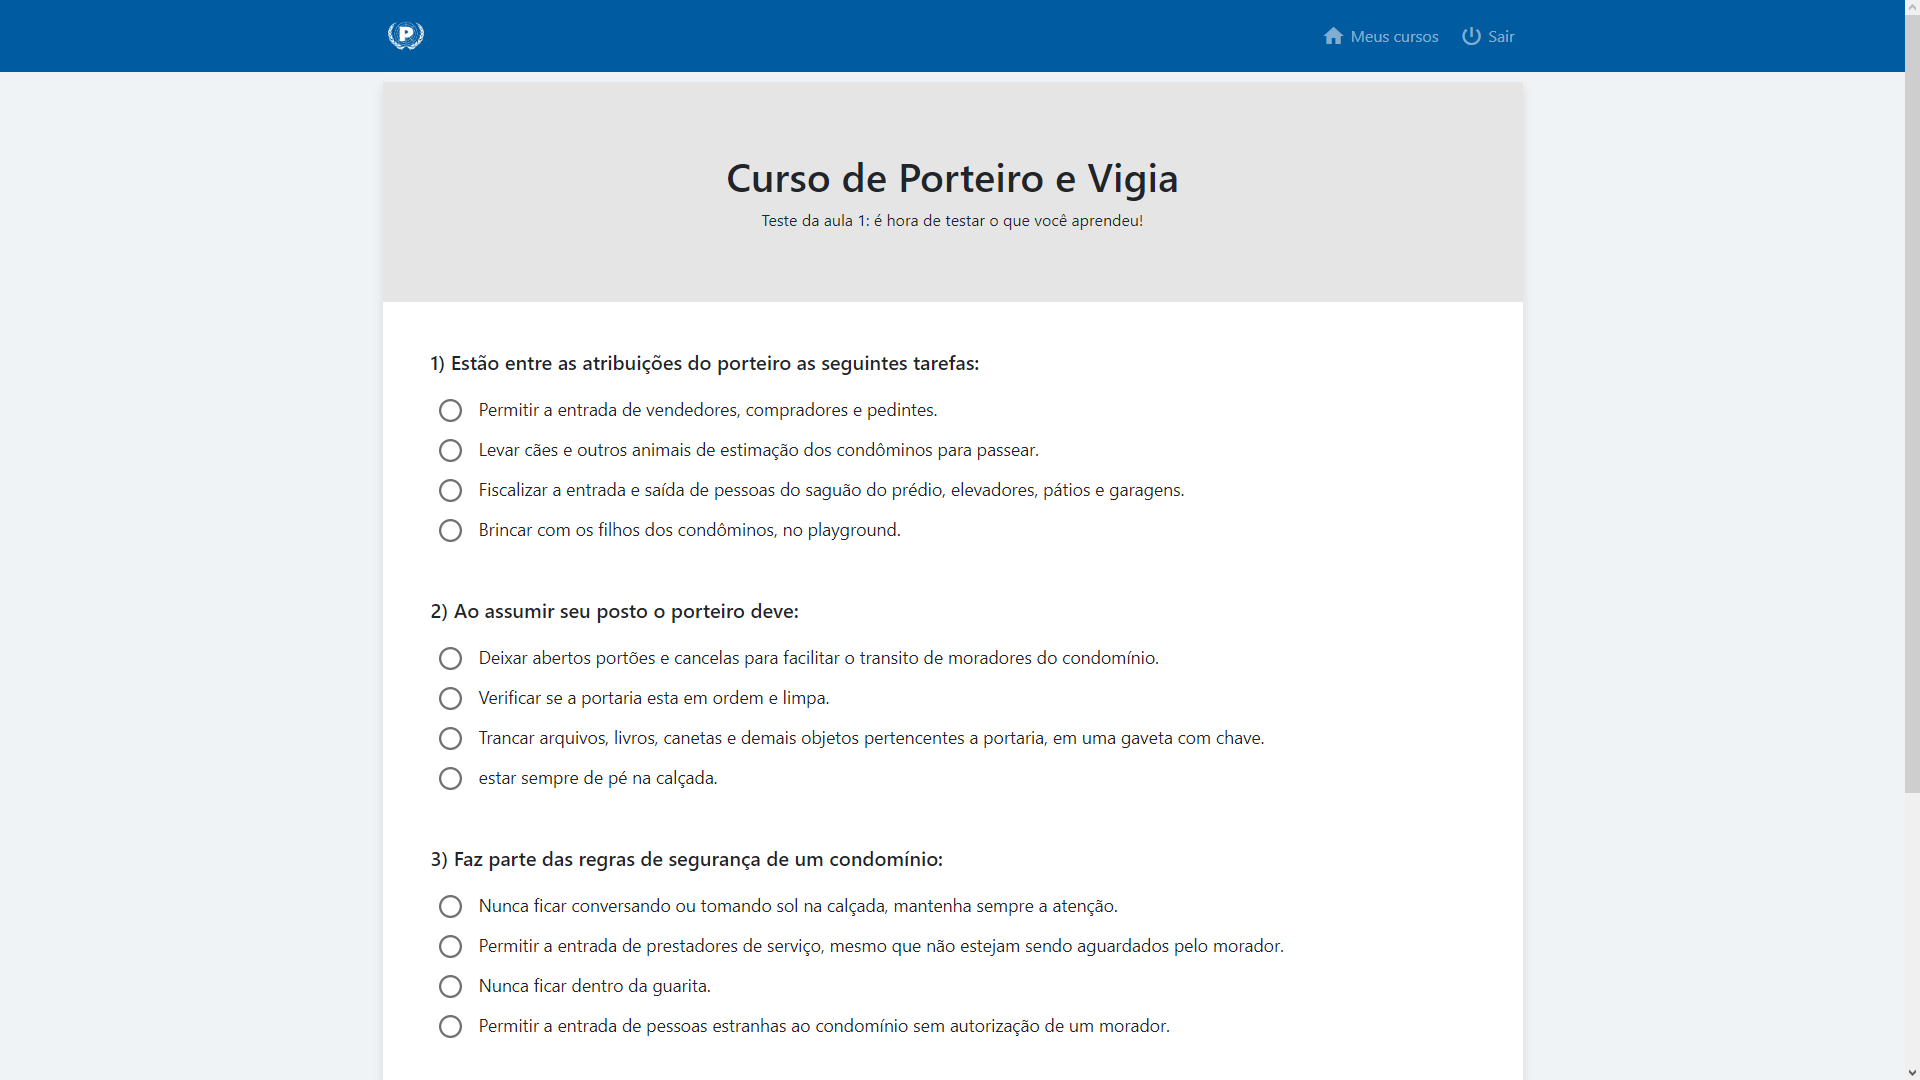 P
Meus cursos
Sair
Curso de Porteiro e Vigia
Teste da aula 1: é hora de testar o que você aprendeu!
1) Estão entre as atribuições do porteiro as seguintes tarefas:
Permitir a entrada de vendedores, compradores e pedintes.
Levar cães e outros animais de estimação dos condôminos para passear.
Fiscalizar a entrada e saída de pessoas do saguão do prédio, elevadores, pátios e garagens.
Brincar com os filhos dos condôminos, no playground.
2) Ao assumir seu posto o porteiro deve:
Deixar abertos portões e cancelas para facilitar o transito de moradores do condomínio.
Verificar se a portaria esta em ordem e limpa.
Trancar arquivos, livros, canetas e demais objetos pertencentes a portaria, em uma gaveta com chave.
estar sempre de pé na calçada.
3) Faz parte das regras de segurança de um condomínio:
Nunca ficar conversando ou tomando sol na calçada, mantenha sempre a atenção.
Permitir a entrada de prestadores de serviço, mesmo que não estejam sendo aguardados pelo morador.
Nunca ficar dentro da guarita.
Permitir a entrada de pessoas estranhas ao condomínio sem autorização de um morador.